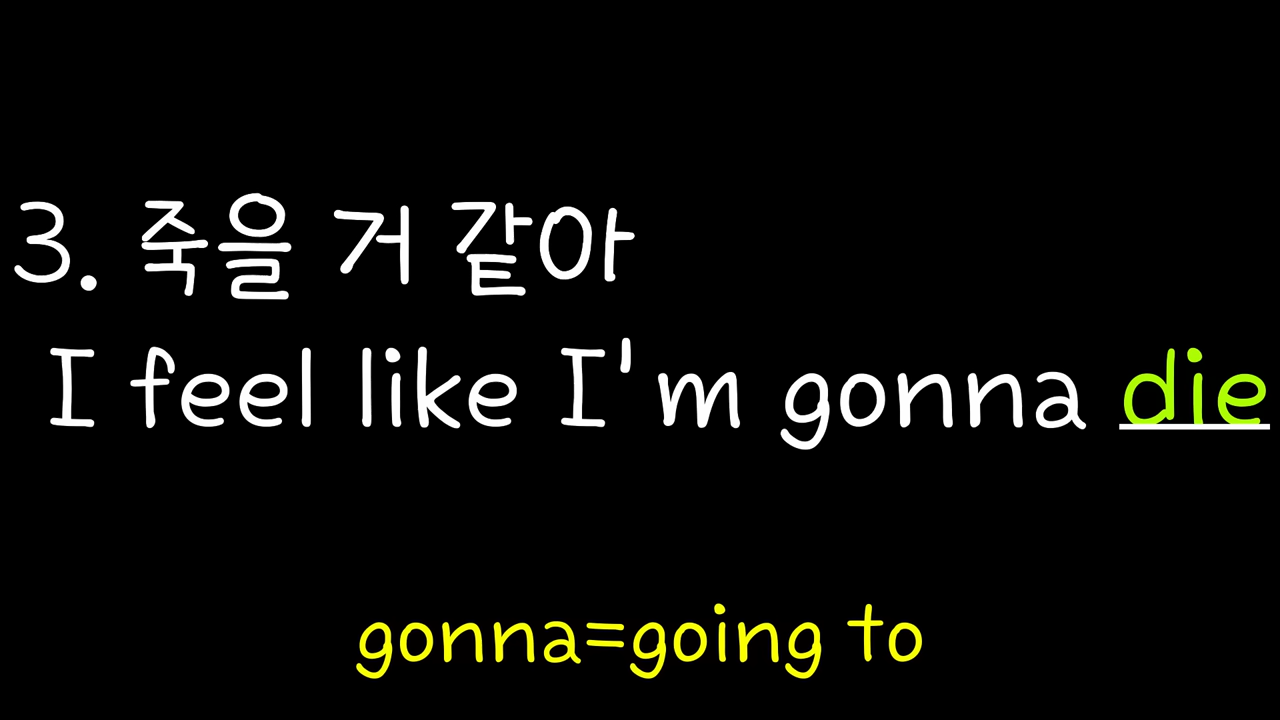 3. 죽을 거 같아
I feel like I'm gonna die
gonna=going to